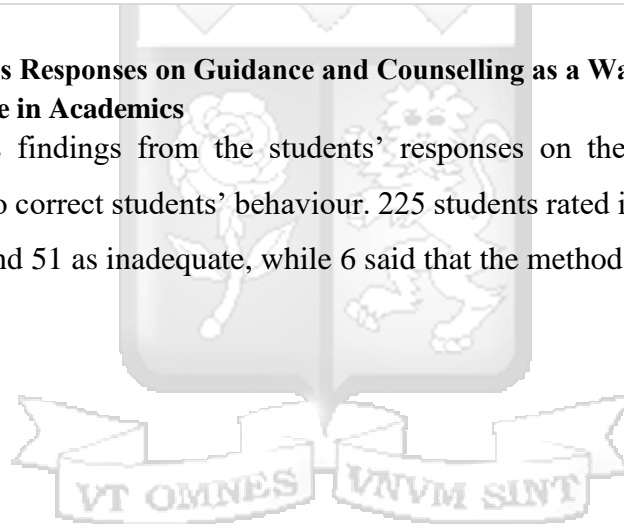 s Responses on Guidance and Counselling as a Wa
e in Academics
findings from the students’ responses on the
o correct students’ behaviour. 225 students rated i
nd 51 as inadequate, while 6 said that the method
VT OMNES VNVM SINT